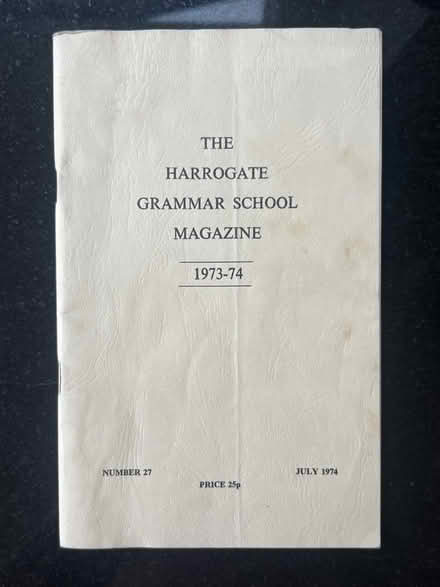 THE
HARROGATE
GRAMMAR SCHOOL
MAGAZINE
1973-74
NUMBER 27
JULY 1974
PRICE 25p